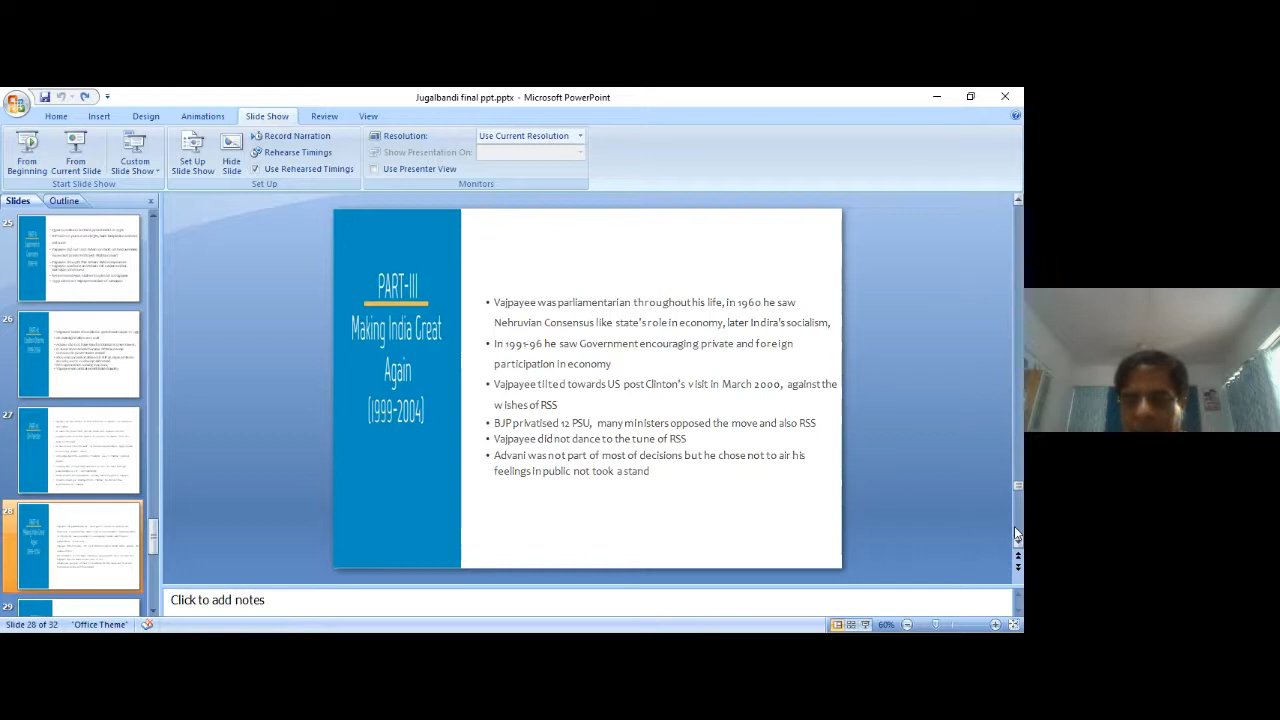 Jugalbandi final ppt.pptx - Microsoft PowerPoint
Home Insert Design Animations Slide Show Review View
From Beginning
From Current Slide
Custom Slide Show
Set Up Slide Show
Hide Slide
Record Narration
Rehearse Timings
Use Rehearsed Timings
Resolution: Use Current Resolution
Show Presentation On:
Use Presenter View
Start Slide Show Set Up Monitors
Slides Outline
25
26
27
28
29
PART-III
Making India Great
Again
(1999-2004)
• Vajpayee was parliamentarian throughout his life, in 1960 he saw
Nehruvian Consensus like state's role in economy, later Indira's socialism,
• In 1991-96 he saw Government encouraging private and foreign
participation in economy
• Vajpayee tilted towards US post Clinton's visit in March 2000, against the
wishes of RSS
• BJP privatised 12 PSU, many ministers opposed the move and also RSS
• Vajpayee did not dance to the tune of RSS
• Advani was not part of most of decisions but he chose not to air his
feelings in public not took a stand
Click to add notes
Slide 28 of 32 "Office Theme" 60%